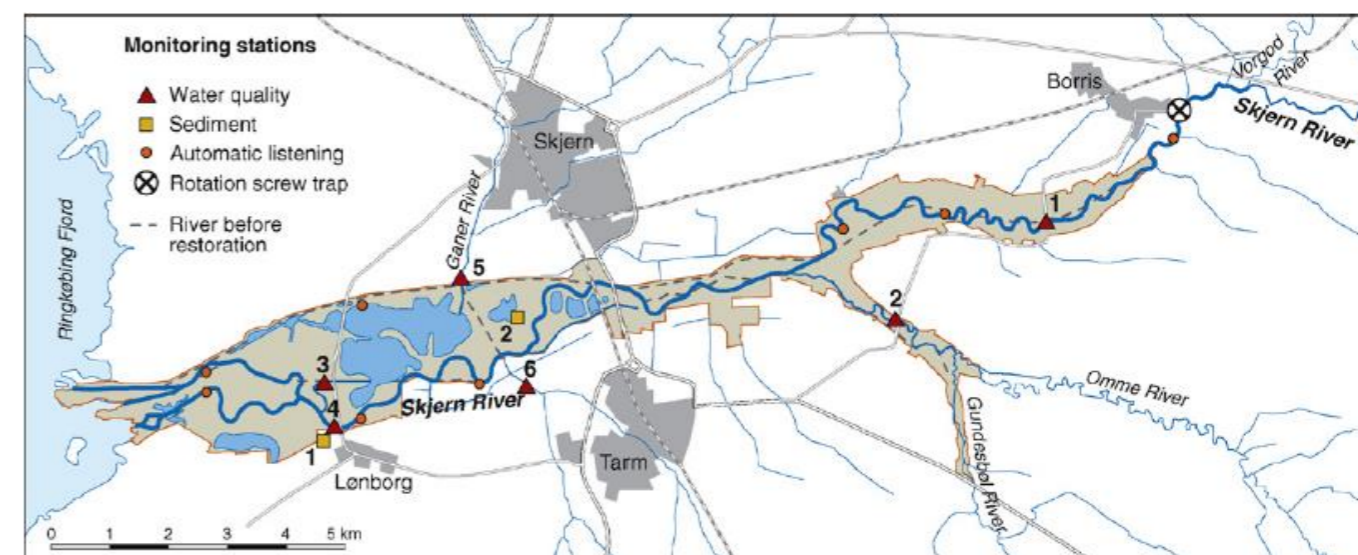 Monitoring stations
Water quality
Sediment
Automatic listening
Rotation screw trap
River before
restoration
Ringkøbing Fjord
Ganer River
Skjern
Borris
Vorgod
River
Skjern River
1
2
5
2
3
6
Skjern River
4
1
Lønborg
Tarm
Omme River
Gundesbøl River
0 1 2 3 4 5 km